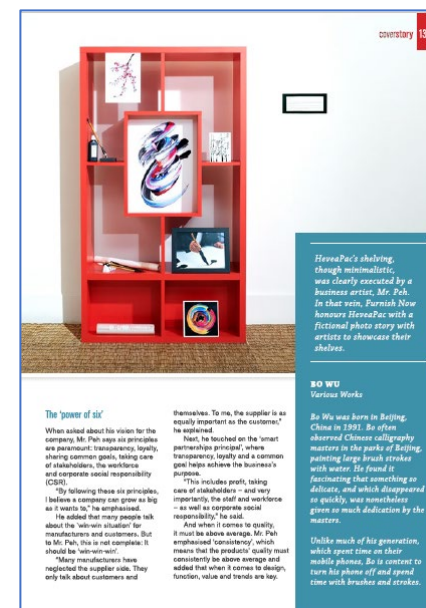 coverstory 13
HeveaPac's shelving,
though minimalistic,
was clearly executed by a
business artist, Mr. Peh.
In that vein, Furnish Now
honours HeveaPac with a
fictional photo story with
artists to showcase their
shelves.
BO WU
Various Works
Bo Wu was born in Beijing,
China in 1991. Bo often
observed Chinese calligraphy
masters in the parks of Beijing,
painting large brush strokes
with water. He found it
fascinating that something so
delicate, and which disappeared
so quickly, was nonetheless
given so much dedication by the
masters.
Unlike much of his generation,
which spent time on their
mobile phones, Bo is content to
turn his phone off and spend
time with brushes and strokes.
The 'power of six'
When asked about his vision for the
company, Mr. Peh says six principles
are paramount: transparency, loyalty,
sharing common goals, taking care
of stakeholders, the workforce
and corporate social responsibility
(CSR).
"By following these six principles,
I believe a company can grow as big
as it wants to," he emphasised.
He added that many people talk
about the 'win-win situation' for
manufacturers and customers. But
to Mr. Peh, this is not complete: It
should be 'win-win-win'.
"Many manufacturers have
neglected the supplier side. They
only talk about customers and
themselves. To me, the supplier is as
equally important as the customer,"
he explained.
Next, he touched on the 'smart
partnerships principal', where
transparency, loyalty and a common
goal helps achieve the business's
purpose.
"This includes profit, taking
care of stakeholders – and very
importantly, the staff and workforce
– as well as corporate social
responsibility," he said.
And when it comes to quality,
it must be above average. Mr. Peh
emphasised 'consistency', which
means that the products' quality must
consistently be above average and
added that when it comes to design,
function, value and trends are key.